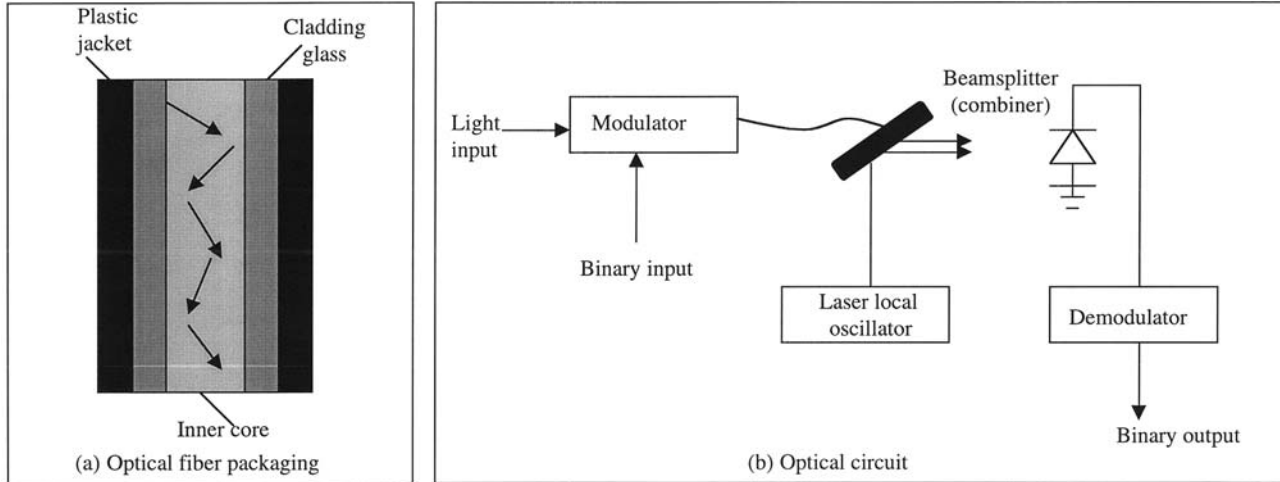 Plastic
jacket
Cladding
glass
Inner core
(a) Optical fiber packaging
Light
input
Modulator
Binary input
Beamsplitter
(combiner)
Laser local
oscillator
Demodulator
Binary output
(b) Optical circuit